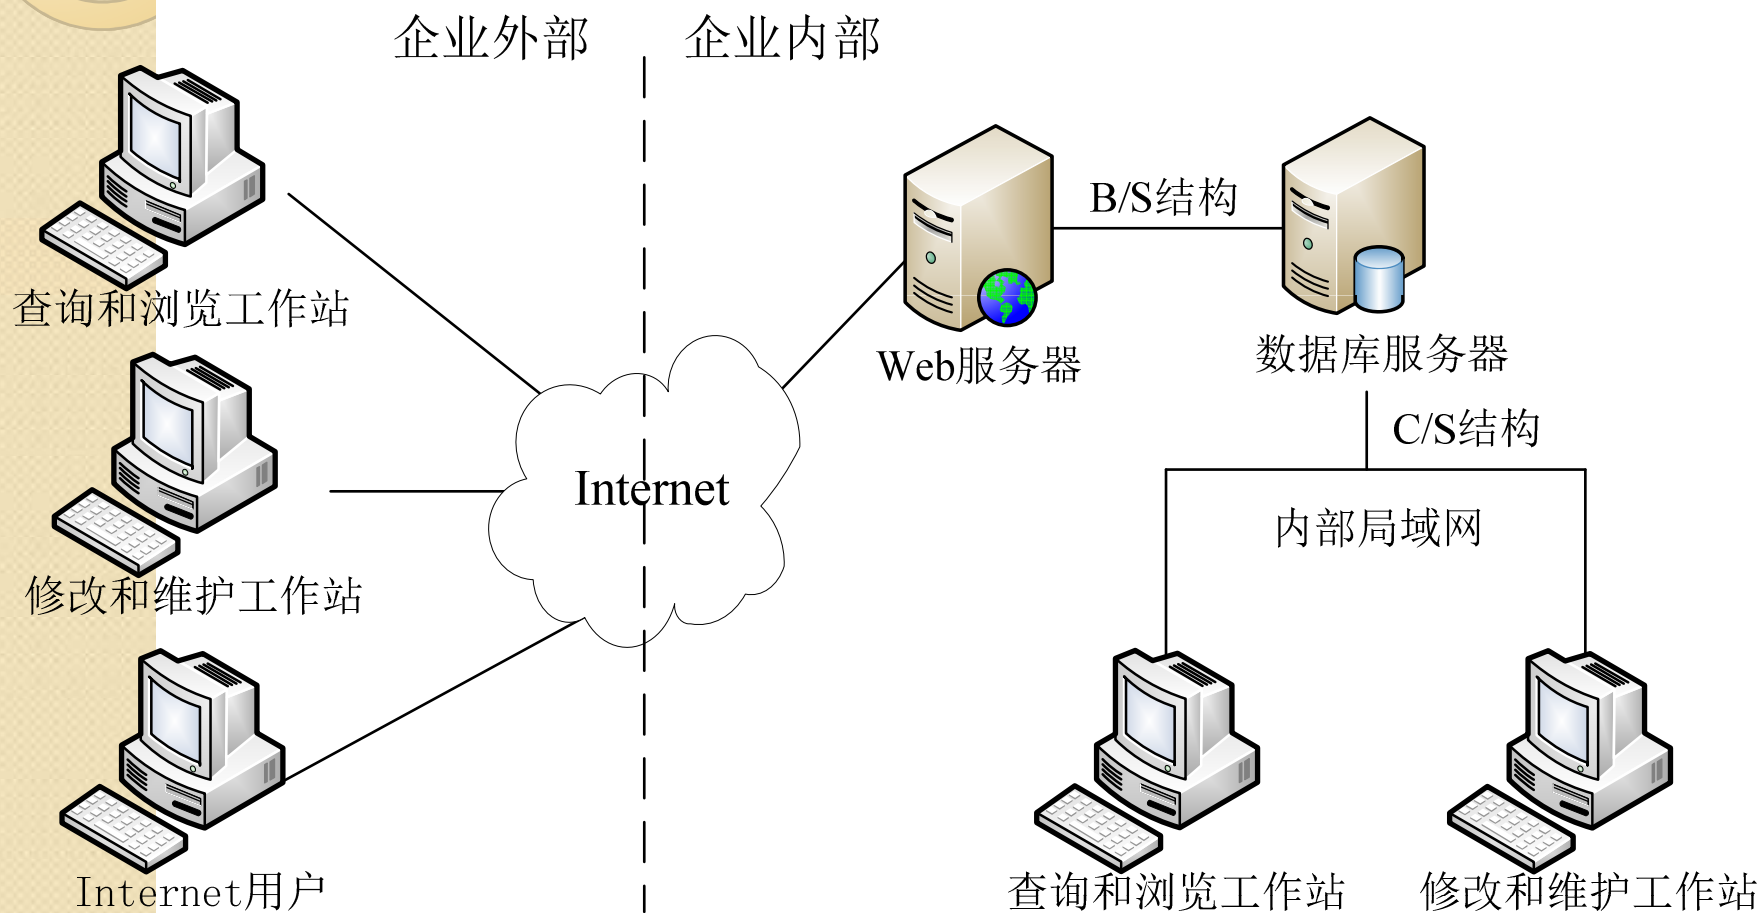 企业外部
企业内部
B/S结构
查询和浏览工作站
Web服务器
数据库服务器
C/S结构
Internet
内部局域网
修改和维护工作站
Internet用户
查询和浏览工作站
修改和维护工作站